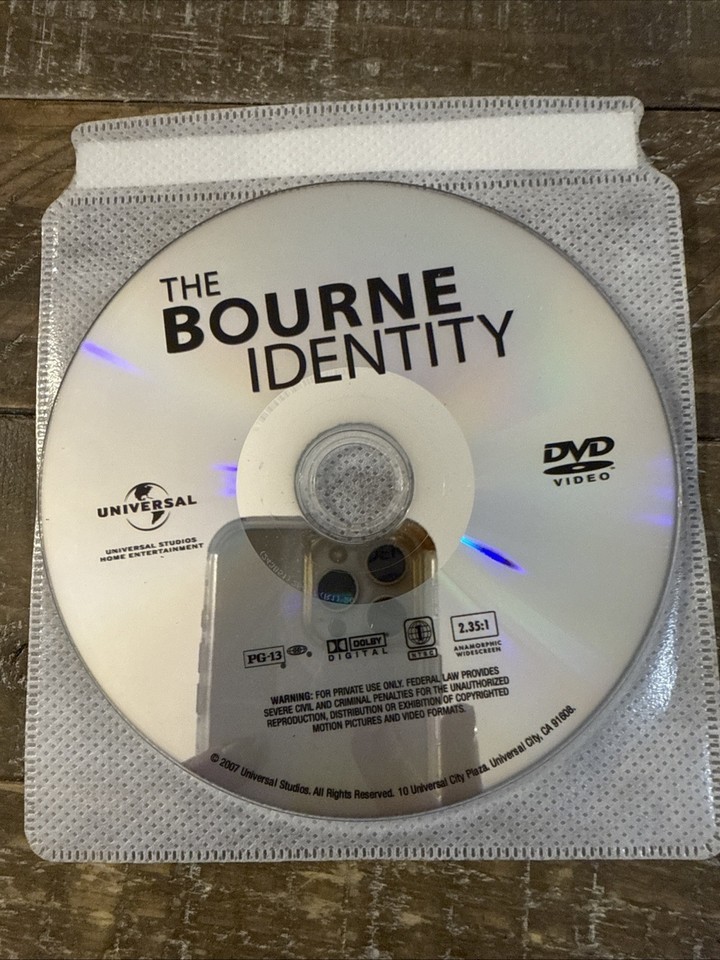 THE
BOURNE
IDENTITY
DVD
VIDEO
UNIVERSAL
UNIVERSAL STUDIOS
HOME ENTERTAINMENT
PG-13
DOLBY
DIGITAL
1
NTSC
2.35:1
ANAMORPHIC
WIDESCREEN
WARNING: FOR PRIVATE USE ONLY. FEDERAL LAW PROVIDES
SEVERE CIVIL AND CRIMINAL PENALTIES FOR THE UNAUTHORIZED
REPRODUCTION, DISTRIBUTION OR EXHIBITION OF COPYRIGHTED
MOTION PICTURES AND VIDEO FORMATS.
© 2007 Universal Studios. All Rights Reserved. 10 Universal City Plaza, Universal City, CA 91608.